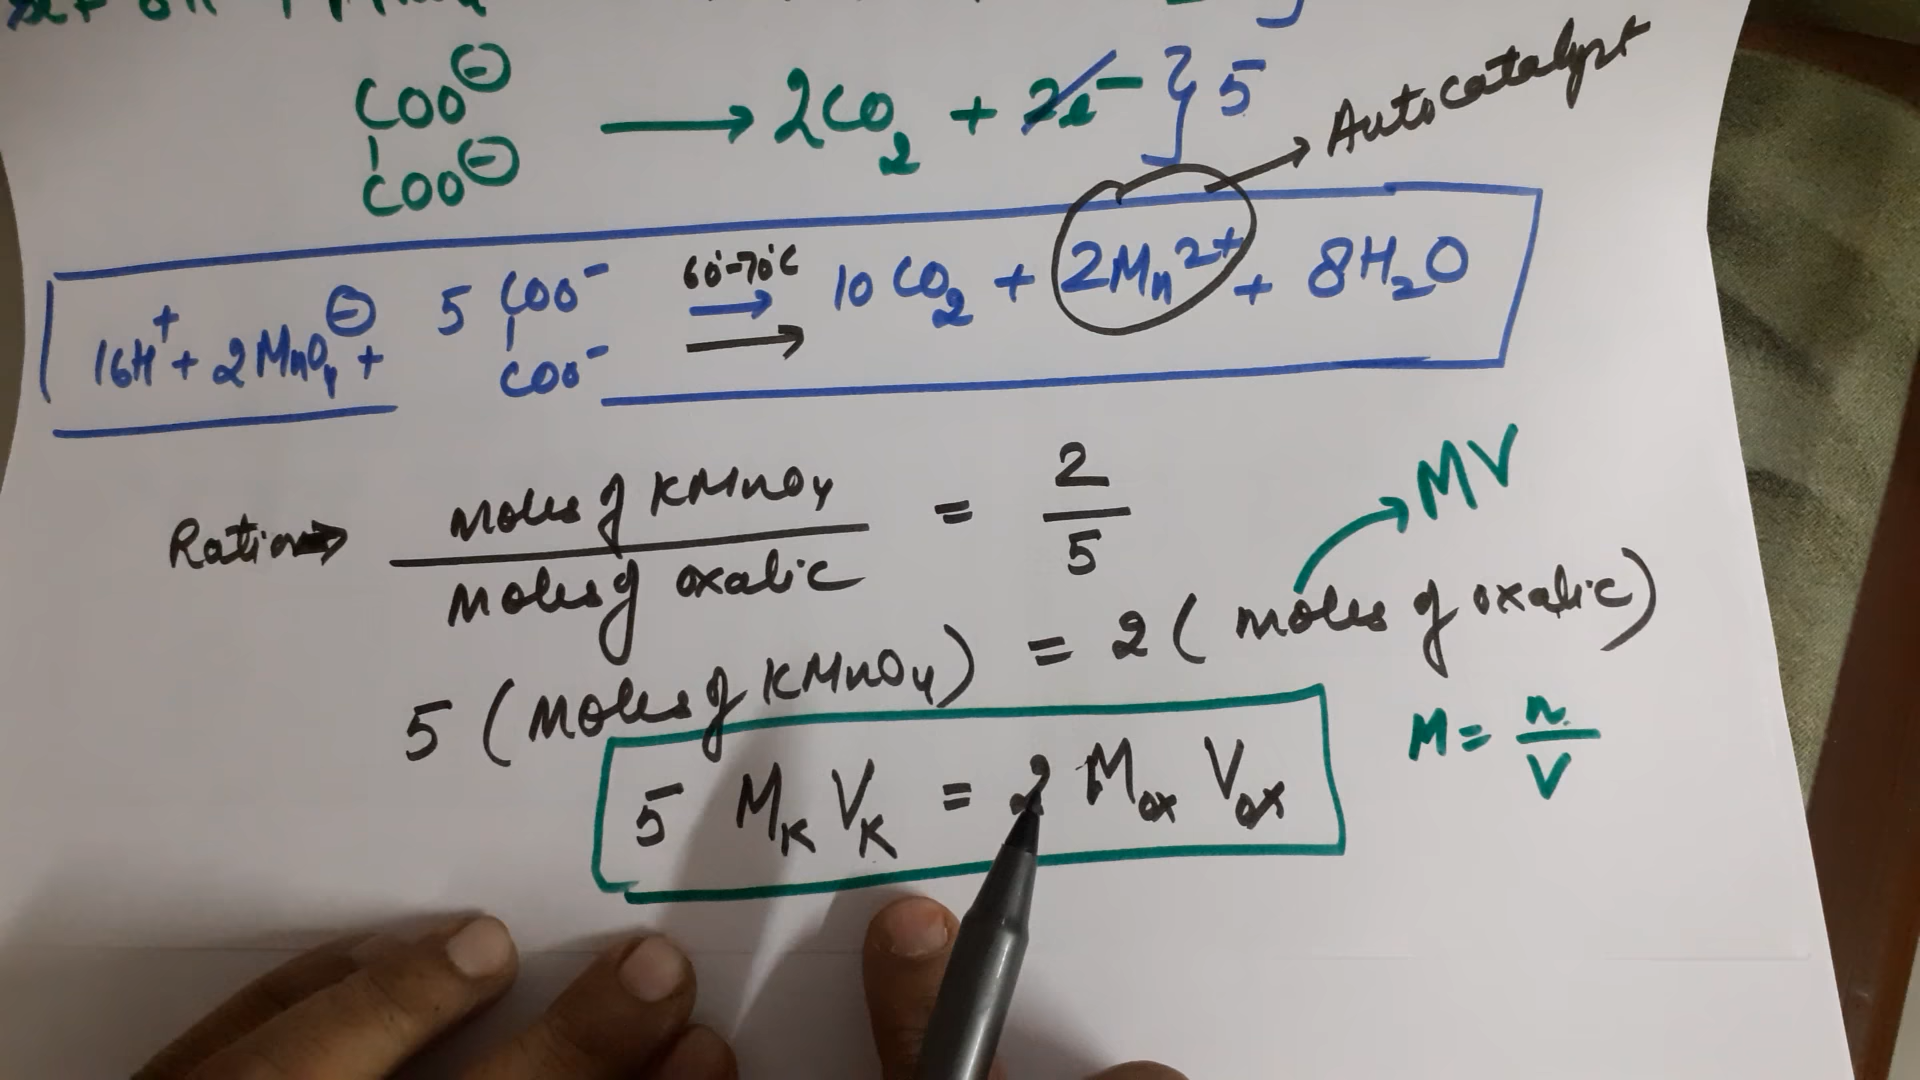 COO⊖
COO⊖ ⟶ 2CO2 + 2e− } 5
Autocatalyst
16H+ + 2MnO4⊖ + 5 COO− COO− 60°-70°C ⟶ 10 CO2 + 2Mn2+ + 8H2O
Ration→ moles of KMnO4 / moles of oxalic = 2/5
MV
5 (moles of KMnO4) = 2 (moles of oxalic)
M = n/V
5 MK VK = 2 Mox Vox